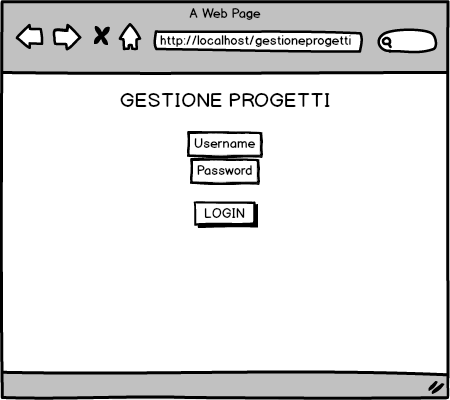 A Web Page
http://localhost/gestioneprogetti
GESTIONE PROGETTI
Username
Password
LOGIN